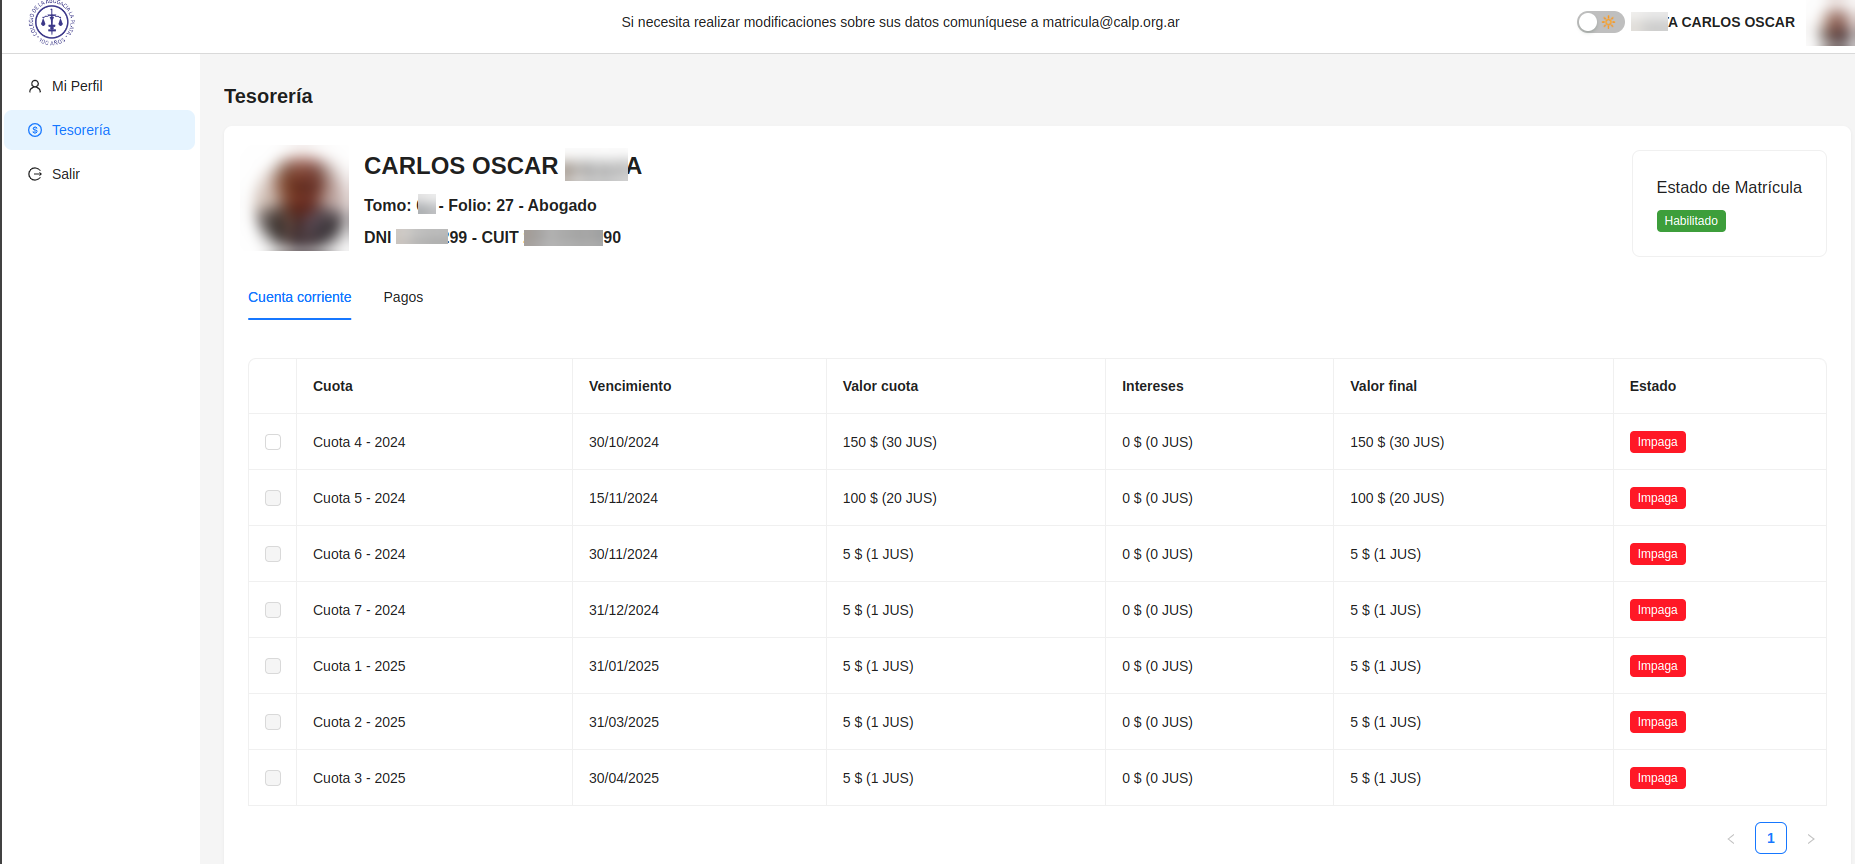 Si necesita realizar modificaciones sobre sus datos comuníquese a matricula@calp.org.ar
A CARLOS OSCAR
Mi Perfil
Tesorería
Salir
Tesorería
CARLOS OSCAR A
Tomo: - Folio: 27 - Abogado
DNI 299 - CUIT 90
Estado de Matrícula
Habilitado
Cuenta corriente Pagos
Cuota Vencimiento Valor cuota Intereses Valor final Estado
Cuota 4 - 2024 30/10/2024 150 $ (30 JUS) 0 $ (0 JUS) 150 $ (30 JUS) Impaga
Cuota 5 - 2024 15/11/2024 100 $ (20 JUS) 0 $ (0 JUS) 100 $ (20 JUS) Impaga
Cuota 6 - 2024 30/11/2024 5 $ (1 JUS) 0 $ (0 JUS) 5 $ (1 JUS) Impaga
Cuota 7 - 2024 31/12/2024 5 $ (1 JUS) 0 $ (0 JUS) 5 $ (1 JUS) Impaga
Cuota 1 - 2025 31/01/2025 5 $ (1 JUS) 0 $ (0 JUS) 5 $ (1 JUS) Impaga
Cuota 2 - 2025 31/03/2025 5 $ (1 JUS) 0 $ (0 JUS) 5 $ (1 JUS) Impaga
Cuota 3 - 2025 30/04/2025 5 $ (1 JUS) 0 $ (0 JUS) 5 $ (1 JUS) Impaga
< 1 >